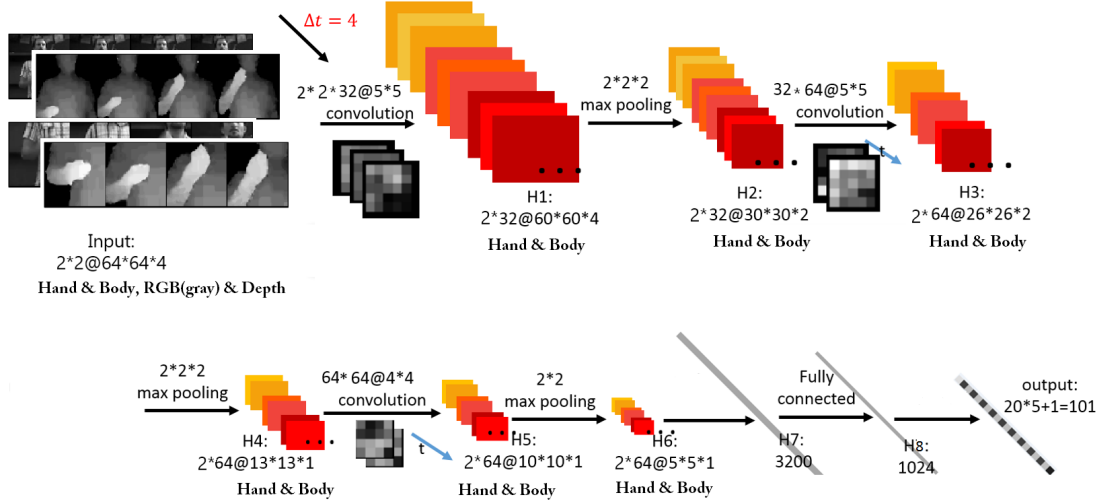 Δt = 4
2* 2*32@5*5
convolution
2*2*2
max pooling
32* 64@5*5
convolution
t
Input:
2*2@64*64*4
Hand & Body, RGB(gray) & Depth
H1:
2*32@60*60*4
Hand & Body
H2:
2*32@30*30*2
Hand & Body
H3:
2*64@26*26*2
Hand & Body
2*2*2
max pooling
64* 64@4*4
convolution
t
2*2
max pooling
Fully
connected
output:
20*5+1=101
H4:
2*64@13*13*1
Hand & Body
H5:
2*64@10*10*1
Hand & Body
H6:
2*64@5*5*1
Hand & Body
H7:
3200
H8:
1024